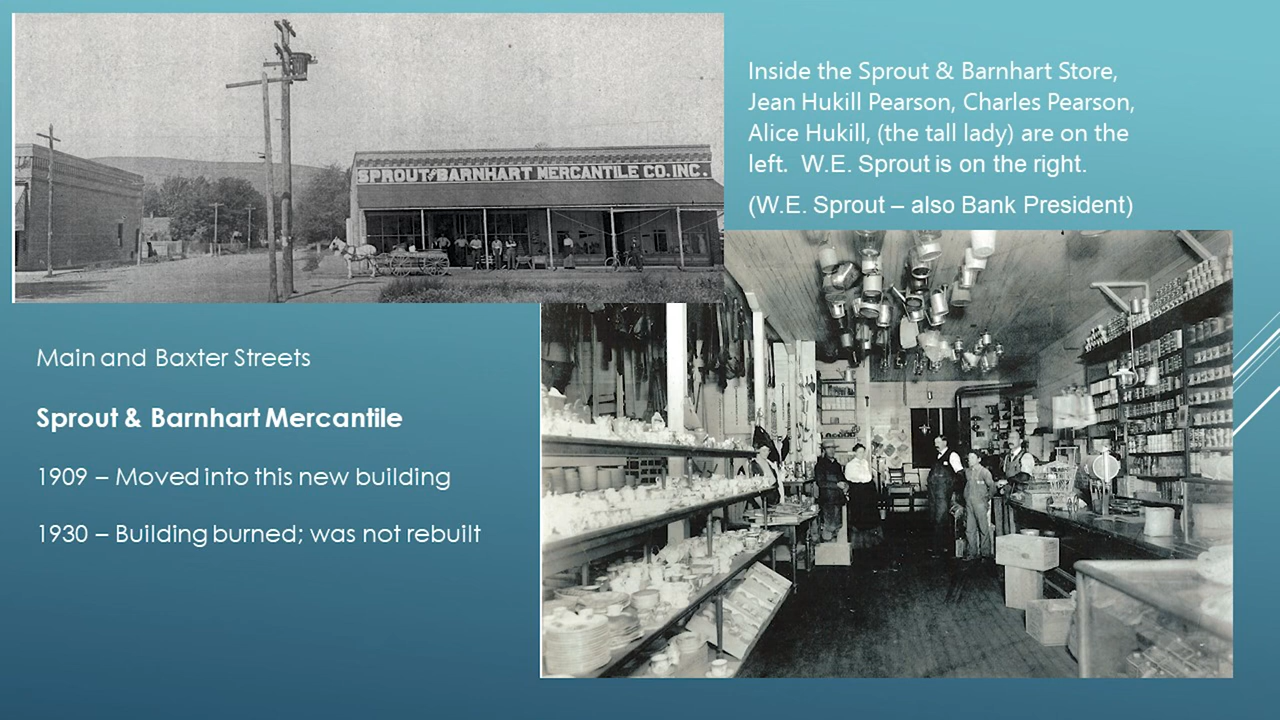 SPROUT AND BARNHART MERCANTILE CO. INC.
Inside the Sprout & Barnhart Store,
Jean Hukill Pearson, Charles Pearson,
Alice Hukill, (the tall lady) are on the
left.  W.E. Sprout is on the right.
(W.E. Sprout – also Bank President)
Main and Baxter Streets
Sprout & Barnhart Mercantile
1909 – Moved into this new building
1930 – Building burned; was not rebuilt